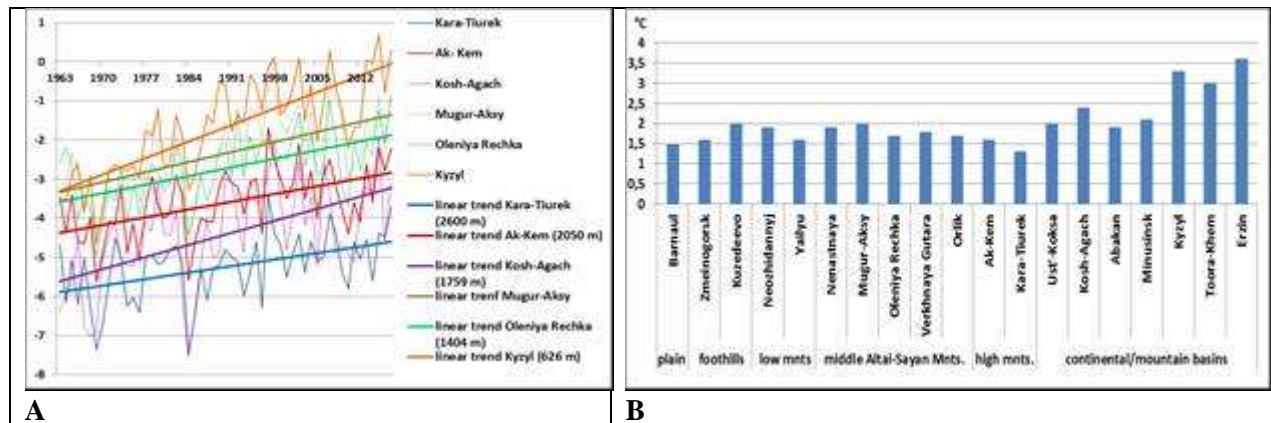 1
0
-1
-2
-3
-4
-5
-6
-7
-8
1963 1970 1977 1984 1991 1998 2005 2012
Kara-Tiurek
Ak- Kem
Kosh-Agach
Mugur-Aksy
Oleniya Rechka
Kyzyl
linear trend Kara-Tiurek
(2600 m)
linear trend Ak-Kem (2050 m)
linear trend Kosh-Agach
(1759 m)
linear trenf Mugur-Aksy
linear trend Oleniya Rechka
(1404 m)
linear trend Kyzyl (626 m)
A
°C
4
3,5
3
2,5
2
1,5
1
0,5
0
Barnaul
Zmeinogorsk
Kuzedeevo
Neozhidannyj
Yailyu
Nenastnaya
Mugur-Aksy
Oleniya Rechka
Verkhnaya Gutara
Orlik
Ak-Kem
Kara-Tiurek
Ust'-Koksa
Kosh-Agach
Abakan
Minusinsk
Kyzyl
Toora-Khem
Erzin
plain foothills low mnts middle Altai-Sayan Mnts. high mnts. continental/mountain basins
B